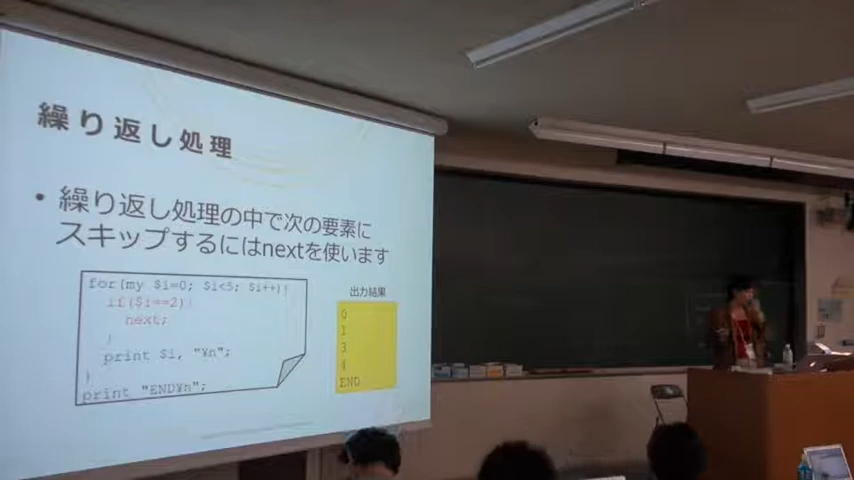 繰り返し処理
• 繰り返し処理の中で次の要素に
スキップするにはnextを使います
for(my $i=0; $i<5; $i++){
if($i==2){
next;
}
print $i, "¥n";
}
print "END¥n";
出力結果
0
1
3
4
END